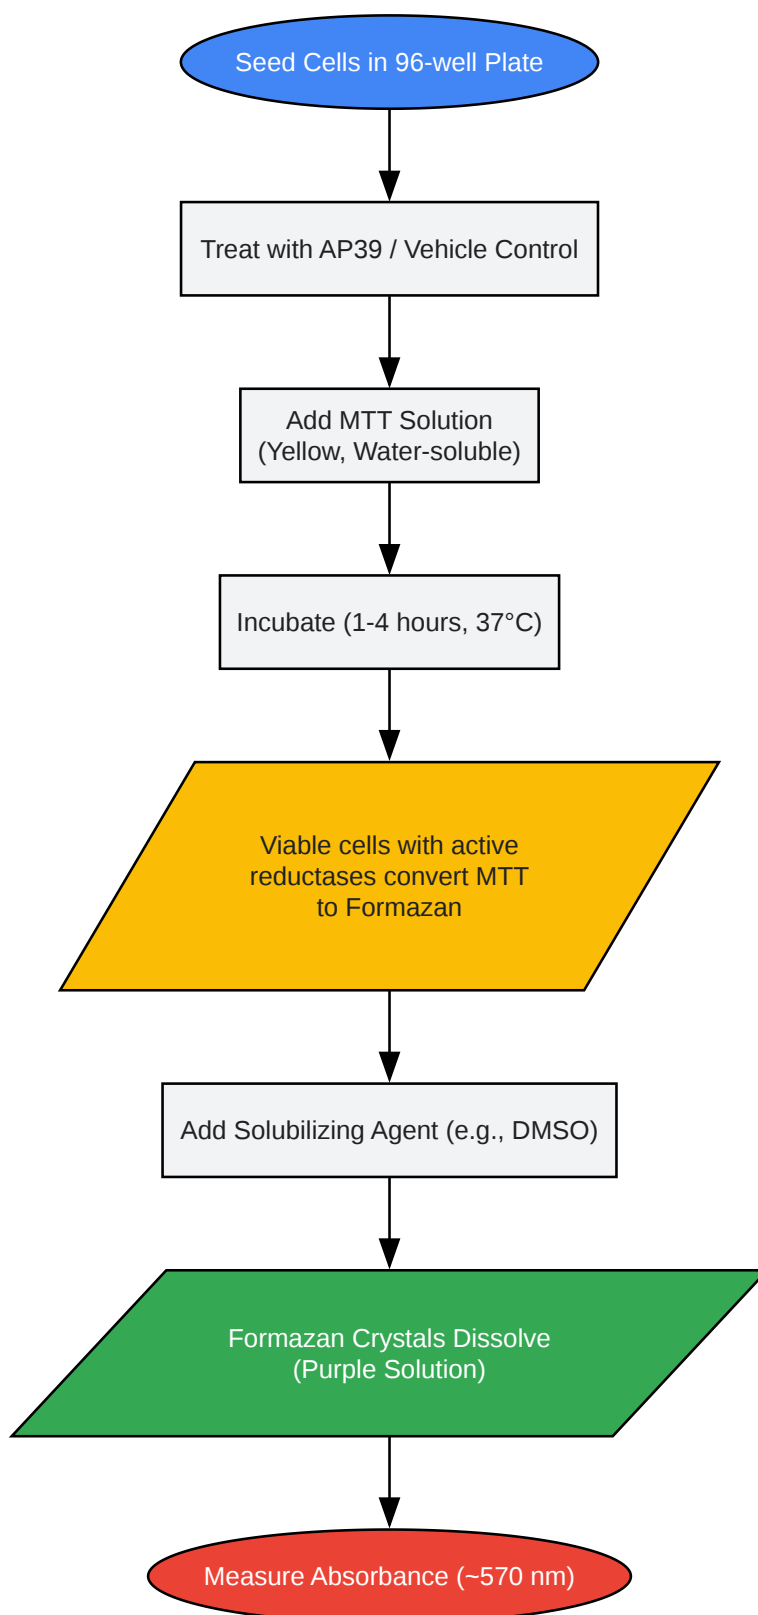 Seed Cells in 96-well Plate
Treat with AP39 / Vehicle Control
Add MTT Solution
(Yellow, Water-soluble)
Incubate (1-4 hours, 37°C)
Viable cells with active
reductases convert MTT
to Formazan
Add Solubilizing Agent (e.g., DMSO)
Formazan Crystals Dissolve
(Purple Solution)
Measure Absorbance (~570 nm)